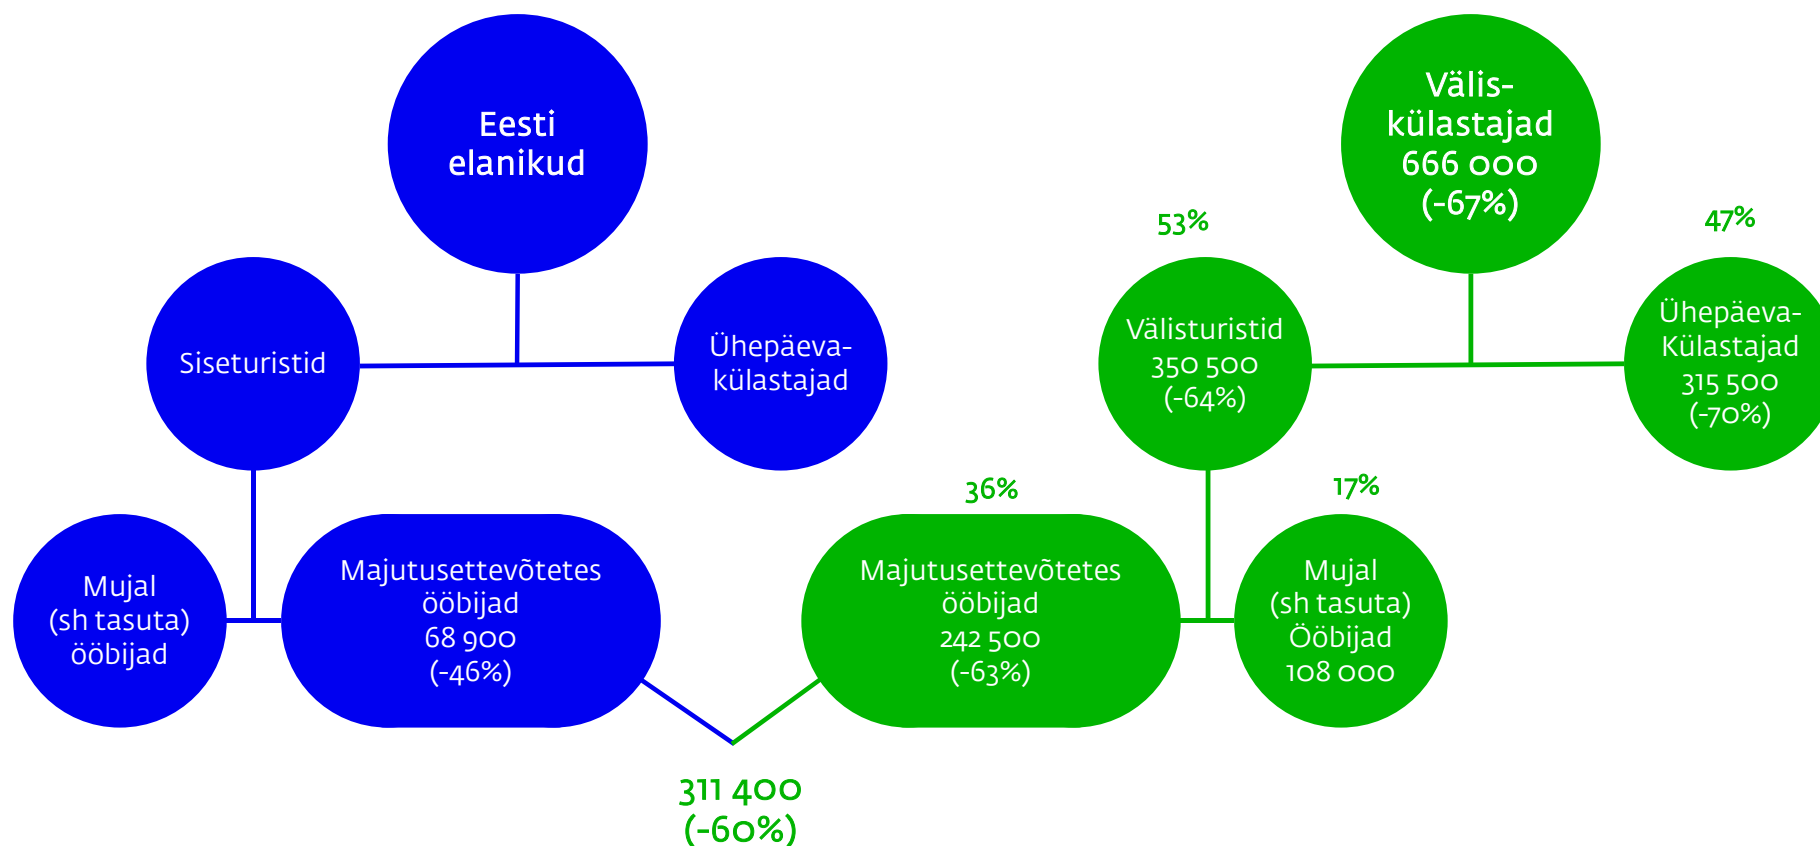 Eesti
elanikud
Siseturistid
Ühepäeva-
külastajad
Mujal
(sh tasuta)
ööbijad
Majutusettevõtetes
ööbijad
68 900
(-46%)
Välis-
külastajad
666 000
(-67%)
53%
47%
Välisturistid
350 500
(-64%)
Ühepäeva-
Külastajad
315 500
(-70%)
36%
17%
Majutusettevõtetes
ööbijad
242 500
(-63%)
Mujal
(sh tasuta)
Ööbijad
108 000
311 400
(-60%)